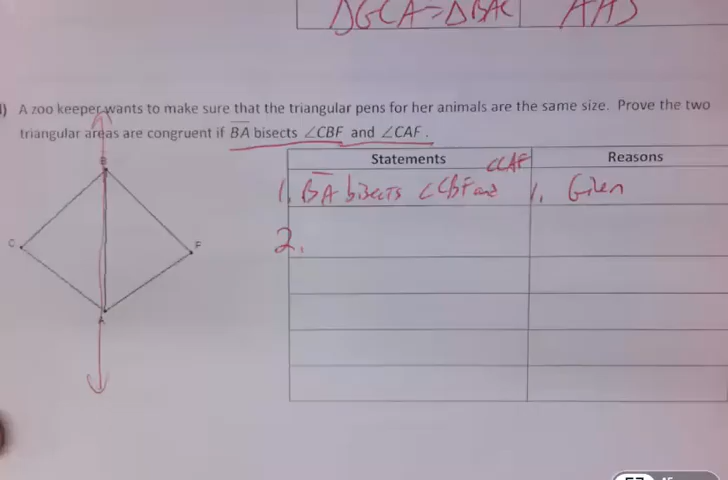 △GCA≅△BAC AAS
A zoo keeper wants to make sure that the triangular pens for her animals are the same size. Prove the two
triangular areas are congruent if BA bisects ∠CBF and ∠CAF.
Statements Reasons
∠CAF
1. BA bisects ∠CBF and 1. Given
2.
B
C F
A